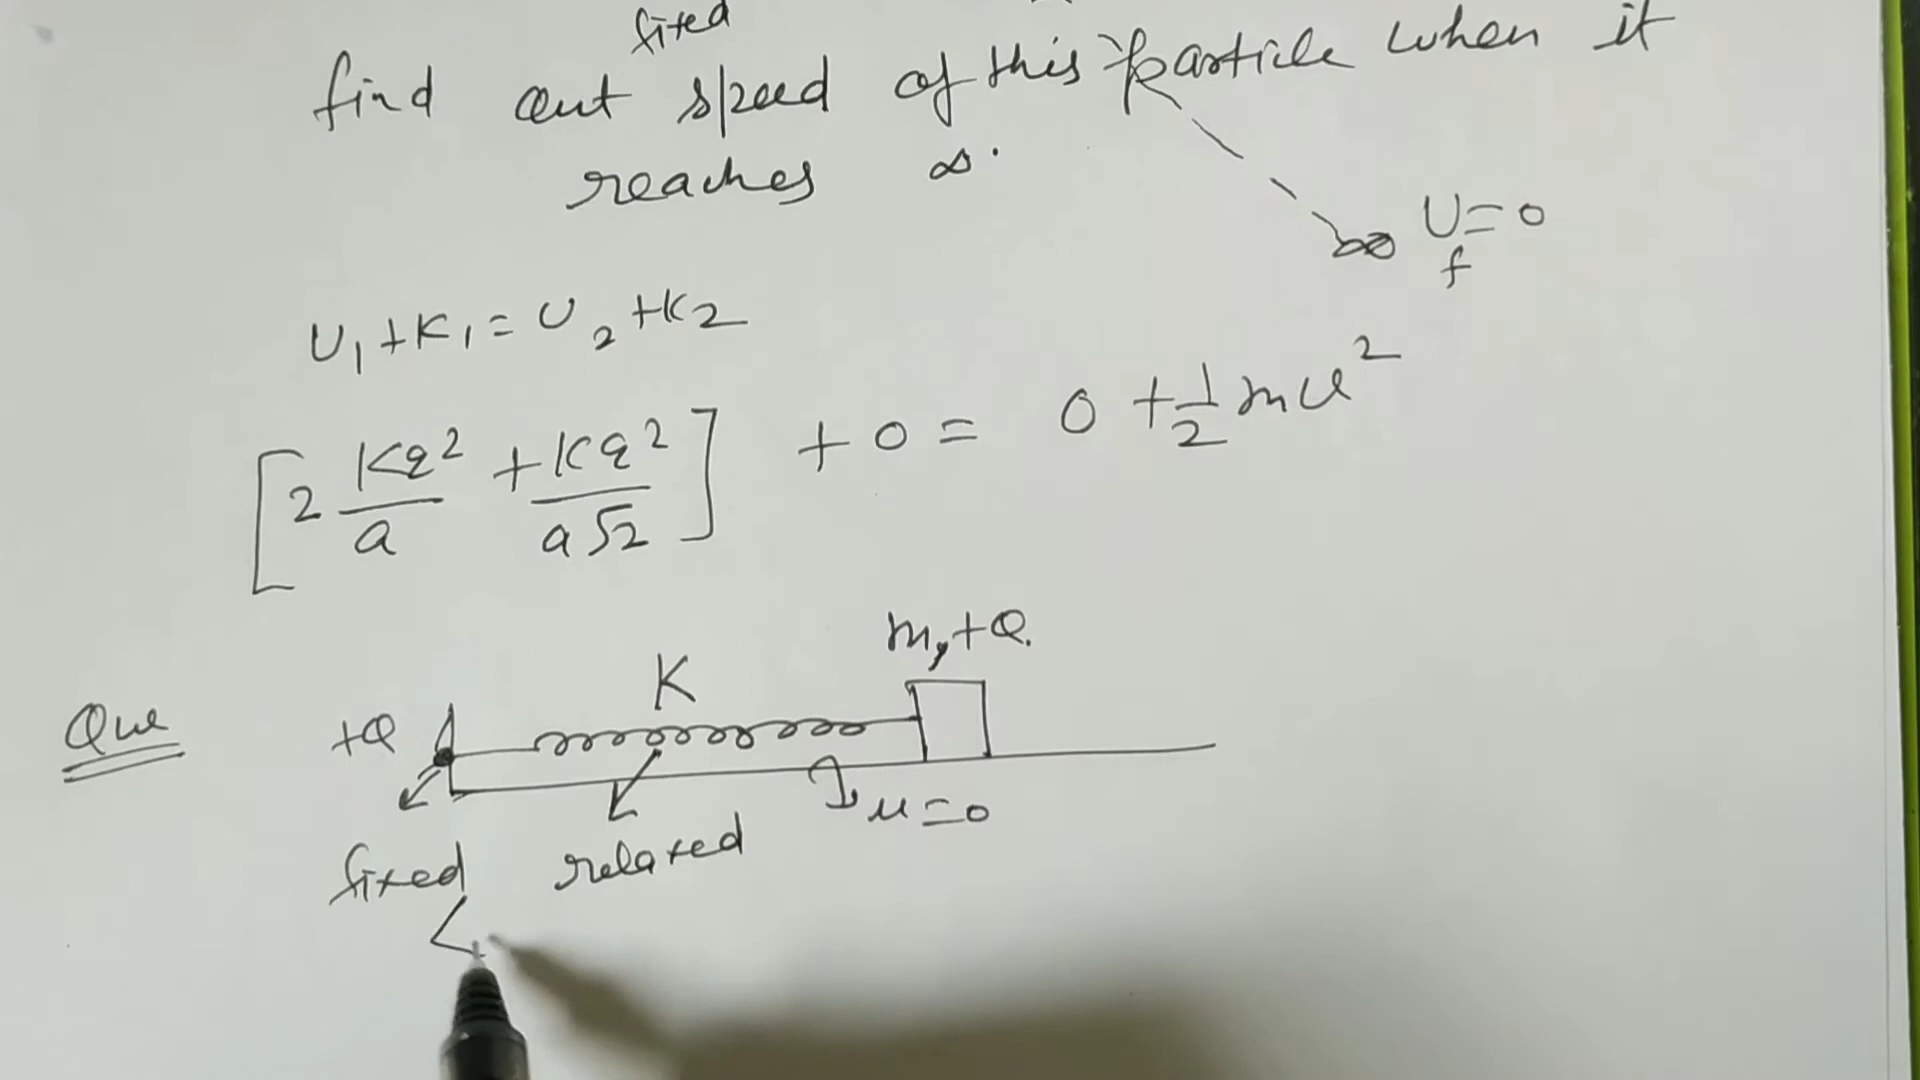 fixed
find out speed of this particle when it
reaches ∞.
∞ U_f = 0
U₁+K₁=U₂+K₂
[2 Kq²/a + Kq²/a√2] + 0 = 0 + 1/2 mu²
m, +Q.
K
Que +Q
μ=0
fixed relaxed